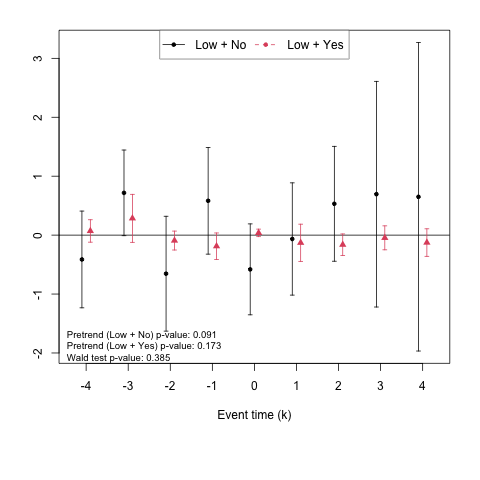 Low + No Low + Yes
3
2
1
0
-1
-2
Pretrend (Low + No) p-value: 0.091
Pretrend (Low + Yes) p-value: 0.173
Wald test p-value: 0.385
-4 -3 -2 -1 0 1 2 3 4
Event time (k)